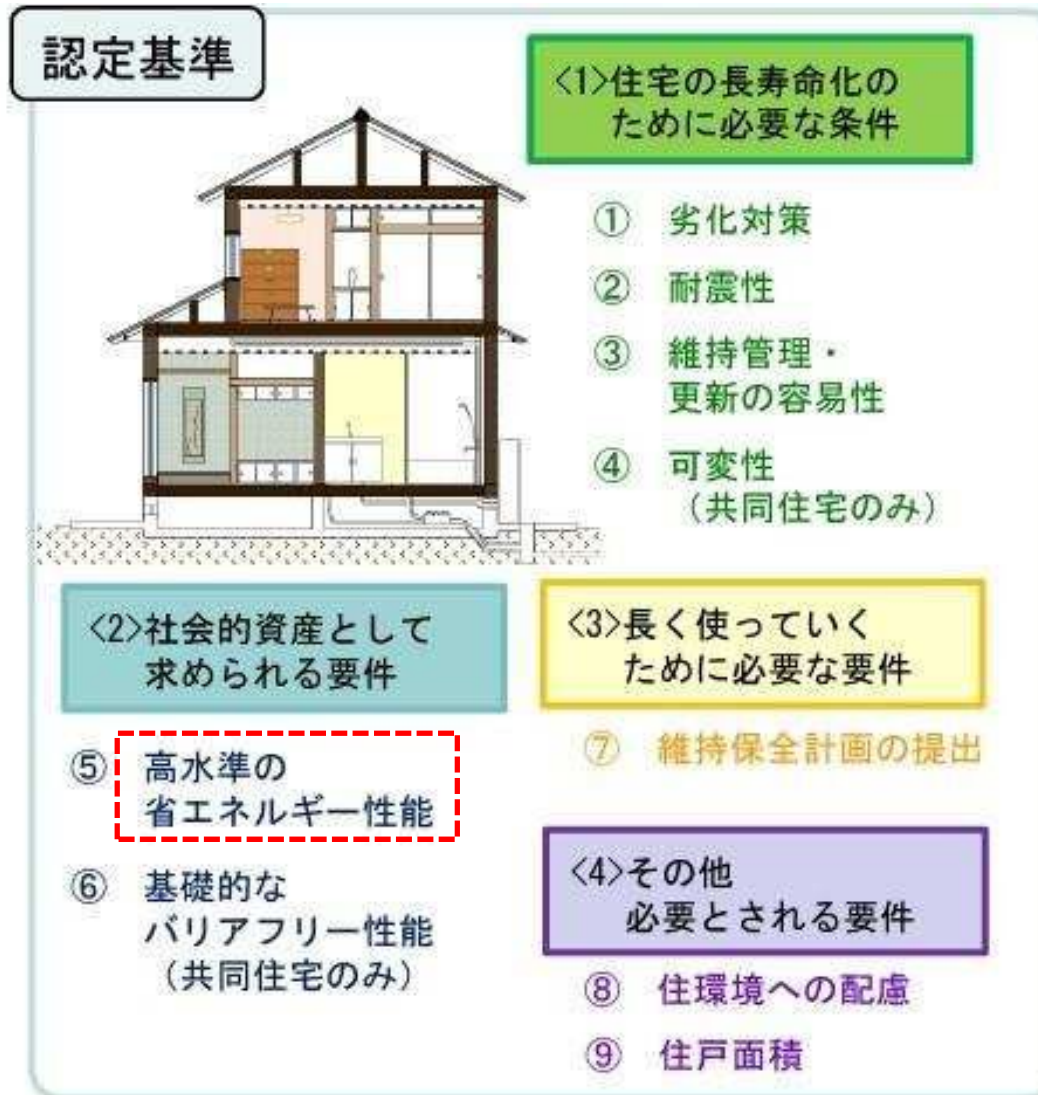 認定基準
<1>住宅の長寿命化の
ために必要な条件
① 劣化対策
② 耐震性
③ 維持管理・
更新の容易性
④ 可変性
（共同住宅のみ）
<2>社会的資産として
求められる要件
⑤ 高水準の
省エネルギー性能
⑥ 基礎的な
バリアフリー性能
（共同住宅のみ）
<3>長く使っていく
ために必要な要件
⑦ 維持保全計画の提出
<4>その他
必要とされる要件
⑧ 住環境への配慮
⑨ 住戸面積